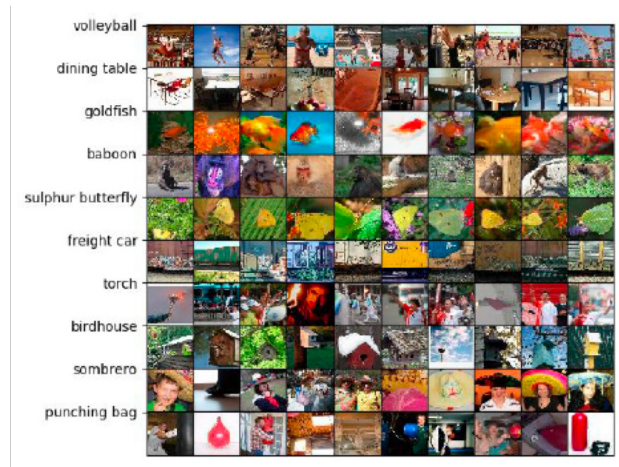 volleyball
dining table
goldfish
baboon
sulphur butterfly
freight car
torch
birdhouse
sombrero
punching bag